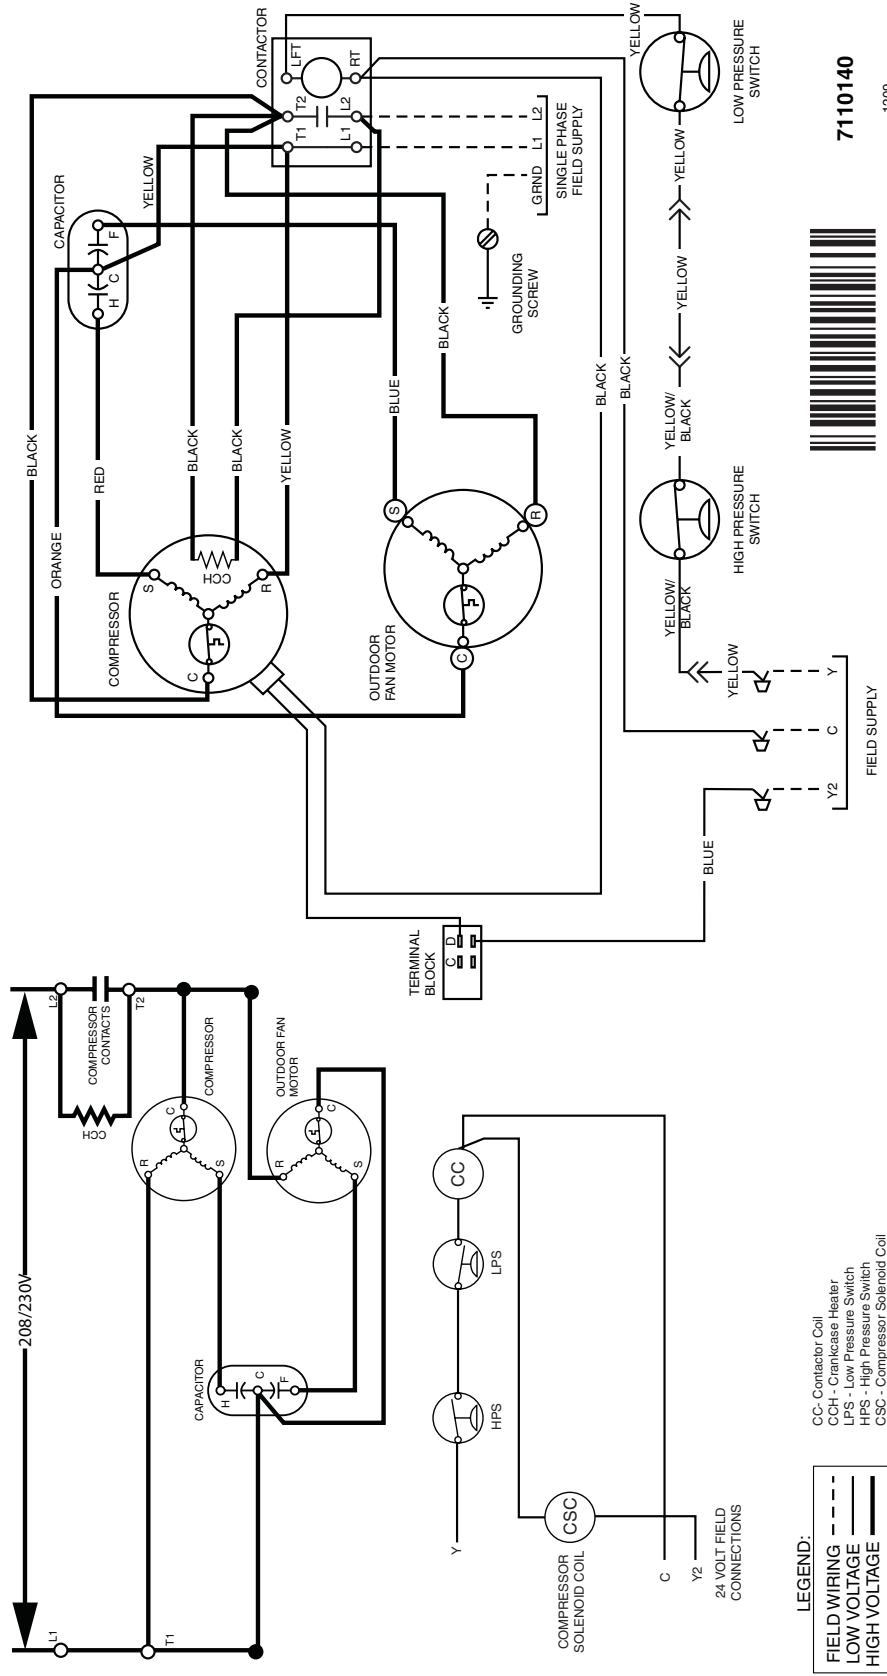 L1
208/230V
L2
CCH
COMPRESSOR
CONTACTS
T1
T2
R
C
S
COMPRESSOR
CAPACITOR
H
C
F
OUTDOOR FAN
MOTOR
R
C
S
Y
HPS
LPS
CC
COMPRESSOR
SOLENOID COIL
CSC
C
Y2
24 VOLT FIELD
CONNECTIONS
LEGEND:
FIELD WIRING
LOW VOLTAGE
HIGH VOLTAGE
CC- Contactor Coil
CCH - Crankcase Heater
LPS - Low Pressure Switch
HPS - High Pressure Switch
CSC - Compressor Solenoid Coil
BLACK
ORANGE
CAPACITOR
H
C
F
RED
YELLOW
COMPRESSOR
S
CCH
R
C
BLACK
BLACK
YELLOW
CONTACTOR
LFT
T2
T1
RT
L2
L1
BLUE
BLACK
OUTDOOR
FAN MOTOR
S
C
R
GRND
L1
L2
SINGLE PHASE
FIELD SUPPLY
GROUNDING
SCREW
BLACK
BLACK
TERMINAL
BLOCK
C
D
BLUE
YELLOW
YELLOW
YELLOW
YELLOW/
BLACK
YELLOW/
BLACK
YELLOW
LOW PRESSURE
SWITCH
HIGH PRESSURE
SWITCH
Y2
C
Y
FIELD SUPPLY
7110140